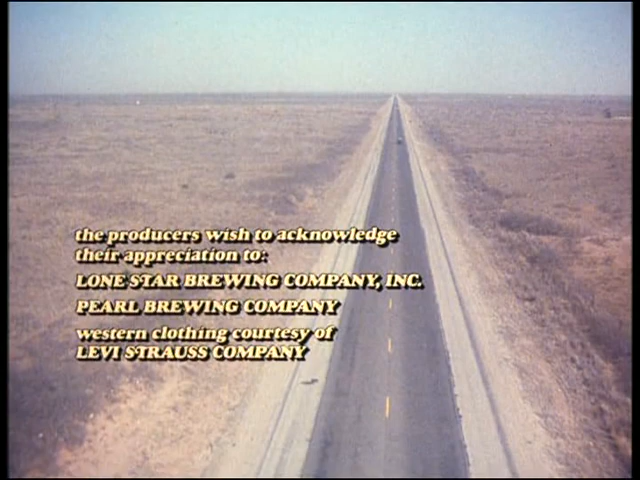 the producers wish to acknowledge
their appreciation to:
LONE STAR BREWING COMPANY, INC.
PEARL BREWING COMPANY
western clothing courtesy of
LEVI STRAUSS COMPANY